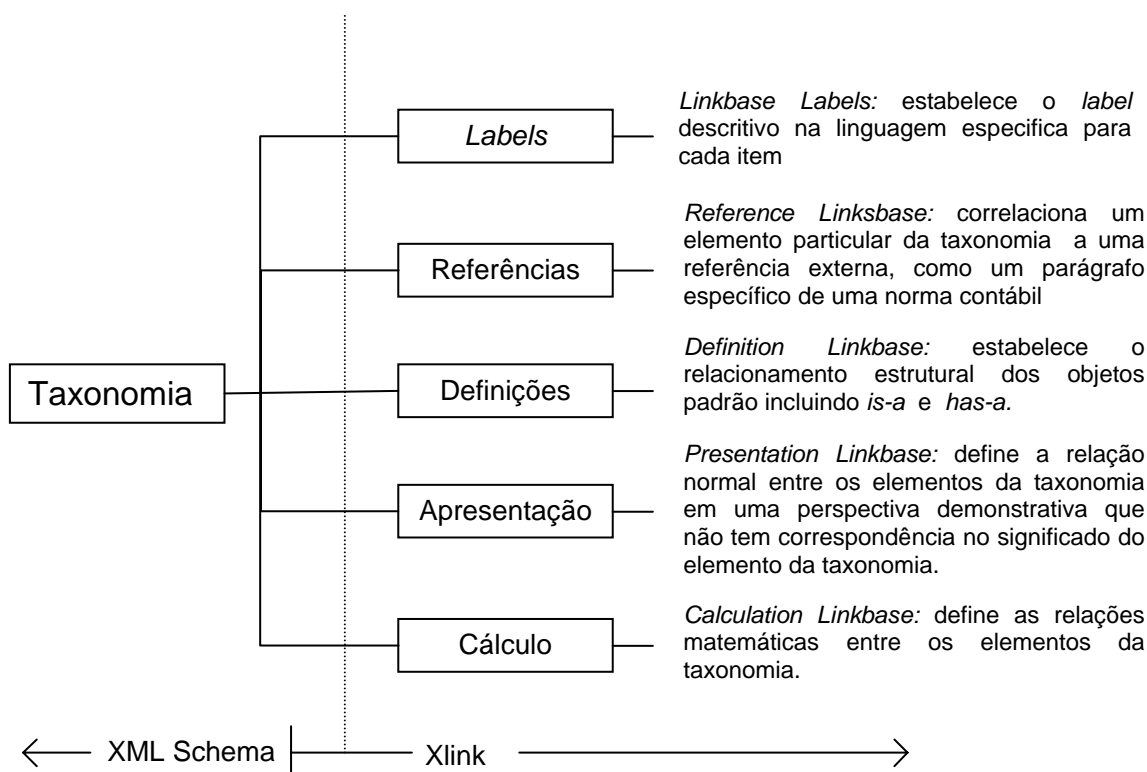 Labels
Linkbase Labels: estabelece o label
descritivo na linguagem especifica para
cada item
Referências
Reference Linksbase: correlaciona um
elemento particular da taxonomia a uma
referência externa, como um parágrafo
específico de uma norma contábil
Taxonomia
Definições
Definition Linkbase: estabelece o
relacionamento estrutural dos objetos
padrão incluindo is-a e has-a.
Apresentação
Presentation Linkbase: define a relação
normal entre os elementos da taxonomia
em uma perspectiva demonstrativa que
não tem correspondência no significado do
elemento da taxonomia.
Cálculo
Calculation Linkbase: define as relações
matemáticas entre os elementos da
taxonomia.
XML Schema
Xlink